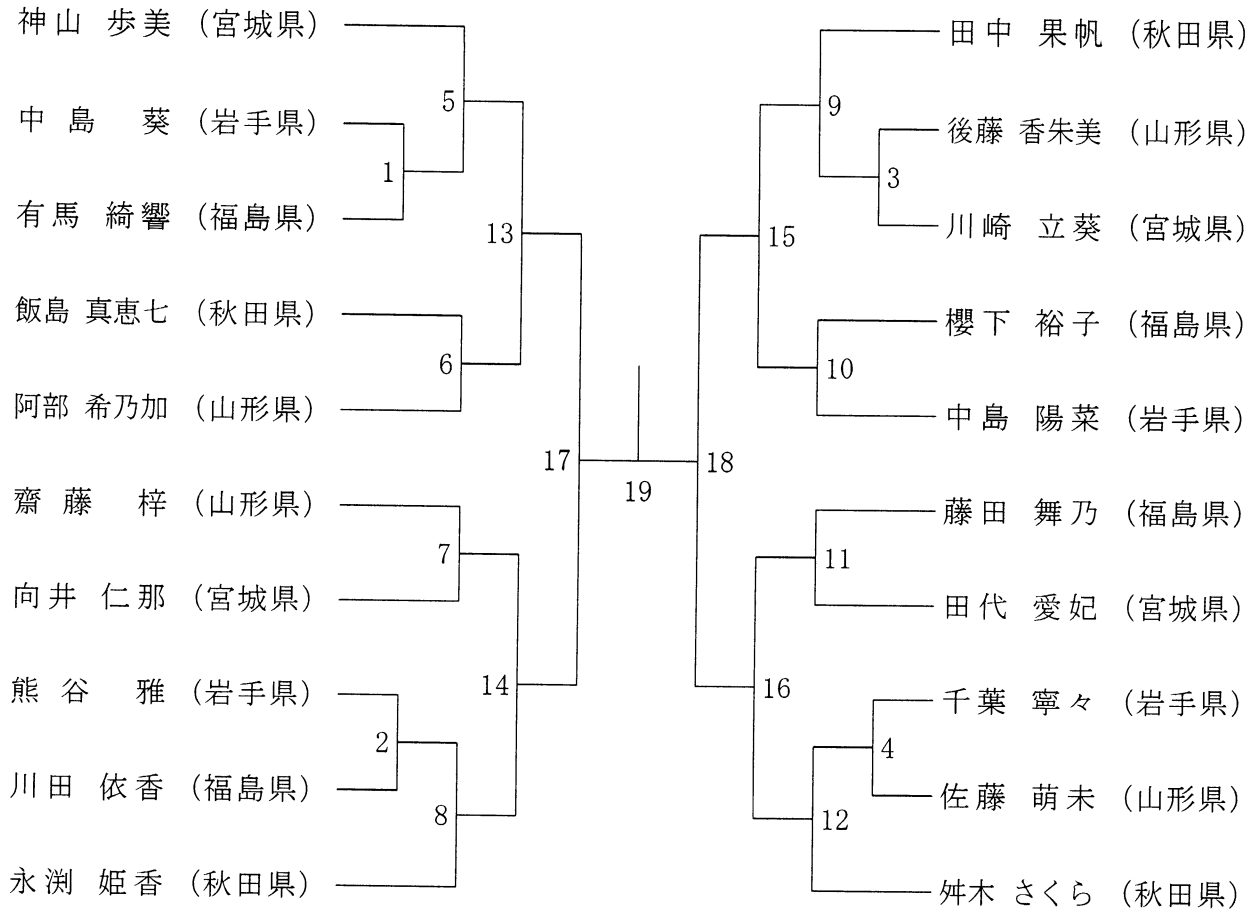 神山 歩美 (宮城県)
5
中島 葵 (岩手県)
1
有馬 綺響 (福島県)
13
飯島 真恵七 (秋田県)
6
阿部 希乃加 (山形県)
17
齋藤 梓 (山形県)
7
向井 仁那 (宮城県)
熊谷 雅 (岩手県)
14
2
川田 依香 (福島県)
8
永渕 姫香 (秋田県)
19
田中 果帆 (秋田県)
9
後藤 香朱美 (山形県)
3
川崎 立葵 (宮城県)
15
櫻下 裕子 (福島県)
10
中島 陽菜 (岩手県)
18
藤田 舞乃 (福島県)
11
田代 愛妃 (宮城県)
16
千葉 寧々 (岩手県)
4
佐藤 萌未 (山形県)
12
舛木 さくら (秋田県)